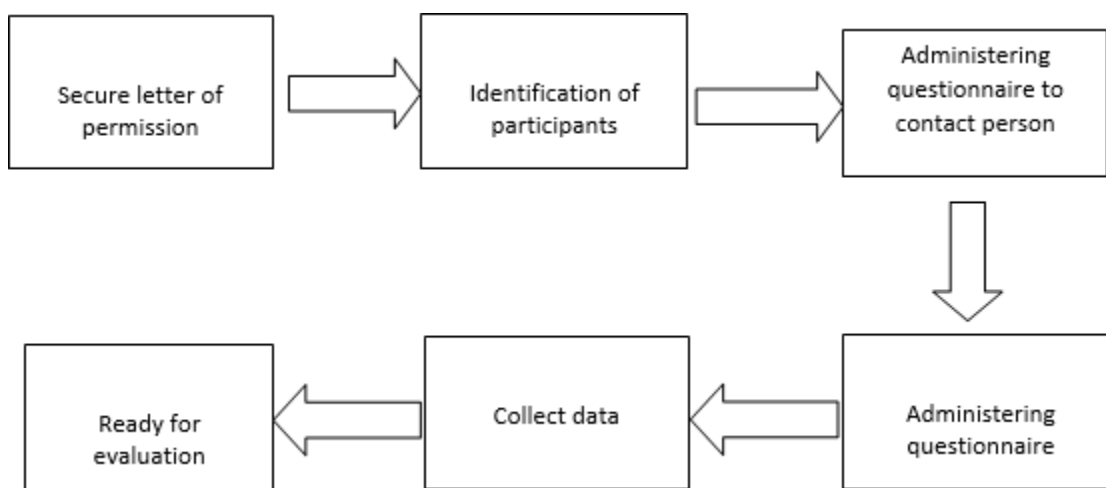 Secure letter of
permission
Identification of
participants
Administering
questionnaire to
contact person
Administering
questionnaire
Collect data
Ready for
evaluation